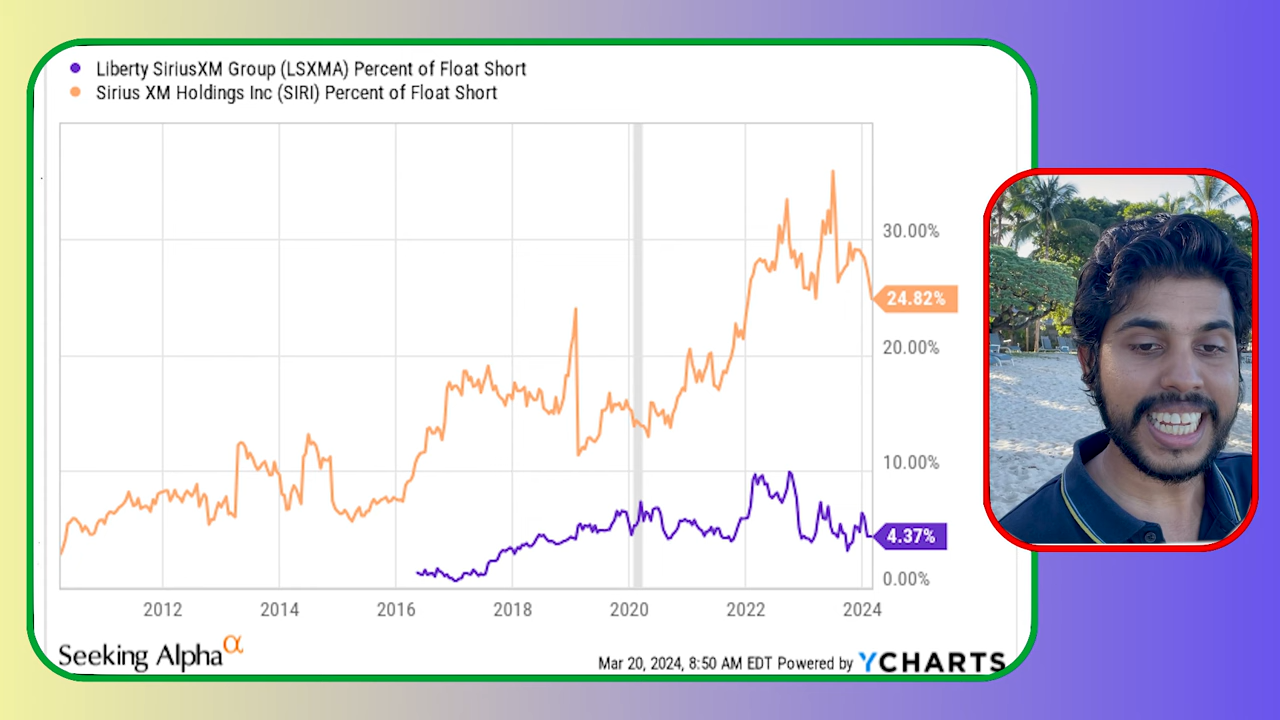 Liberty SiriusXM Group (LSXMA) Percent of Float Short
Sirius XM Holdings Inc (SIRI) Percent of Float Short
30.00%
24.82%
20.00%
10.00%
4.37%
0.00%
2012 2014 2016 2018 2020 2022 2024
Seeking Alpha α
Mar 20, 2024, 8:50 AM EDT Powered by YCHARTS